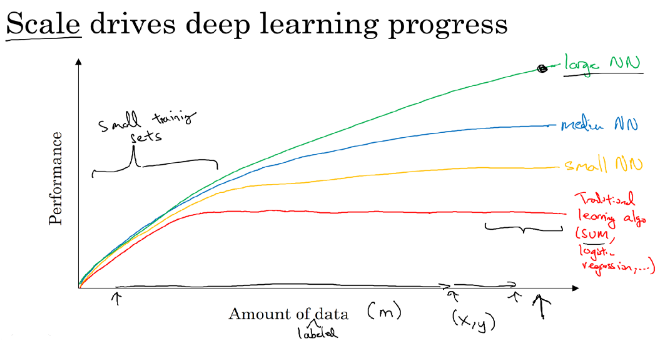 Scale drives deep learning progress
large NN
medium NN
small NN
small training
sets
Traditional
learning algo
(SVM,
logistic
regression,...)
Performance
Amount of data (m)
labeled
(x,y)